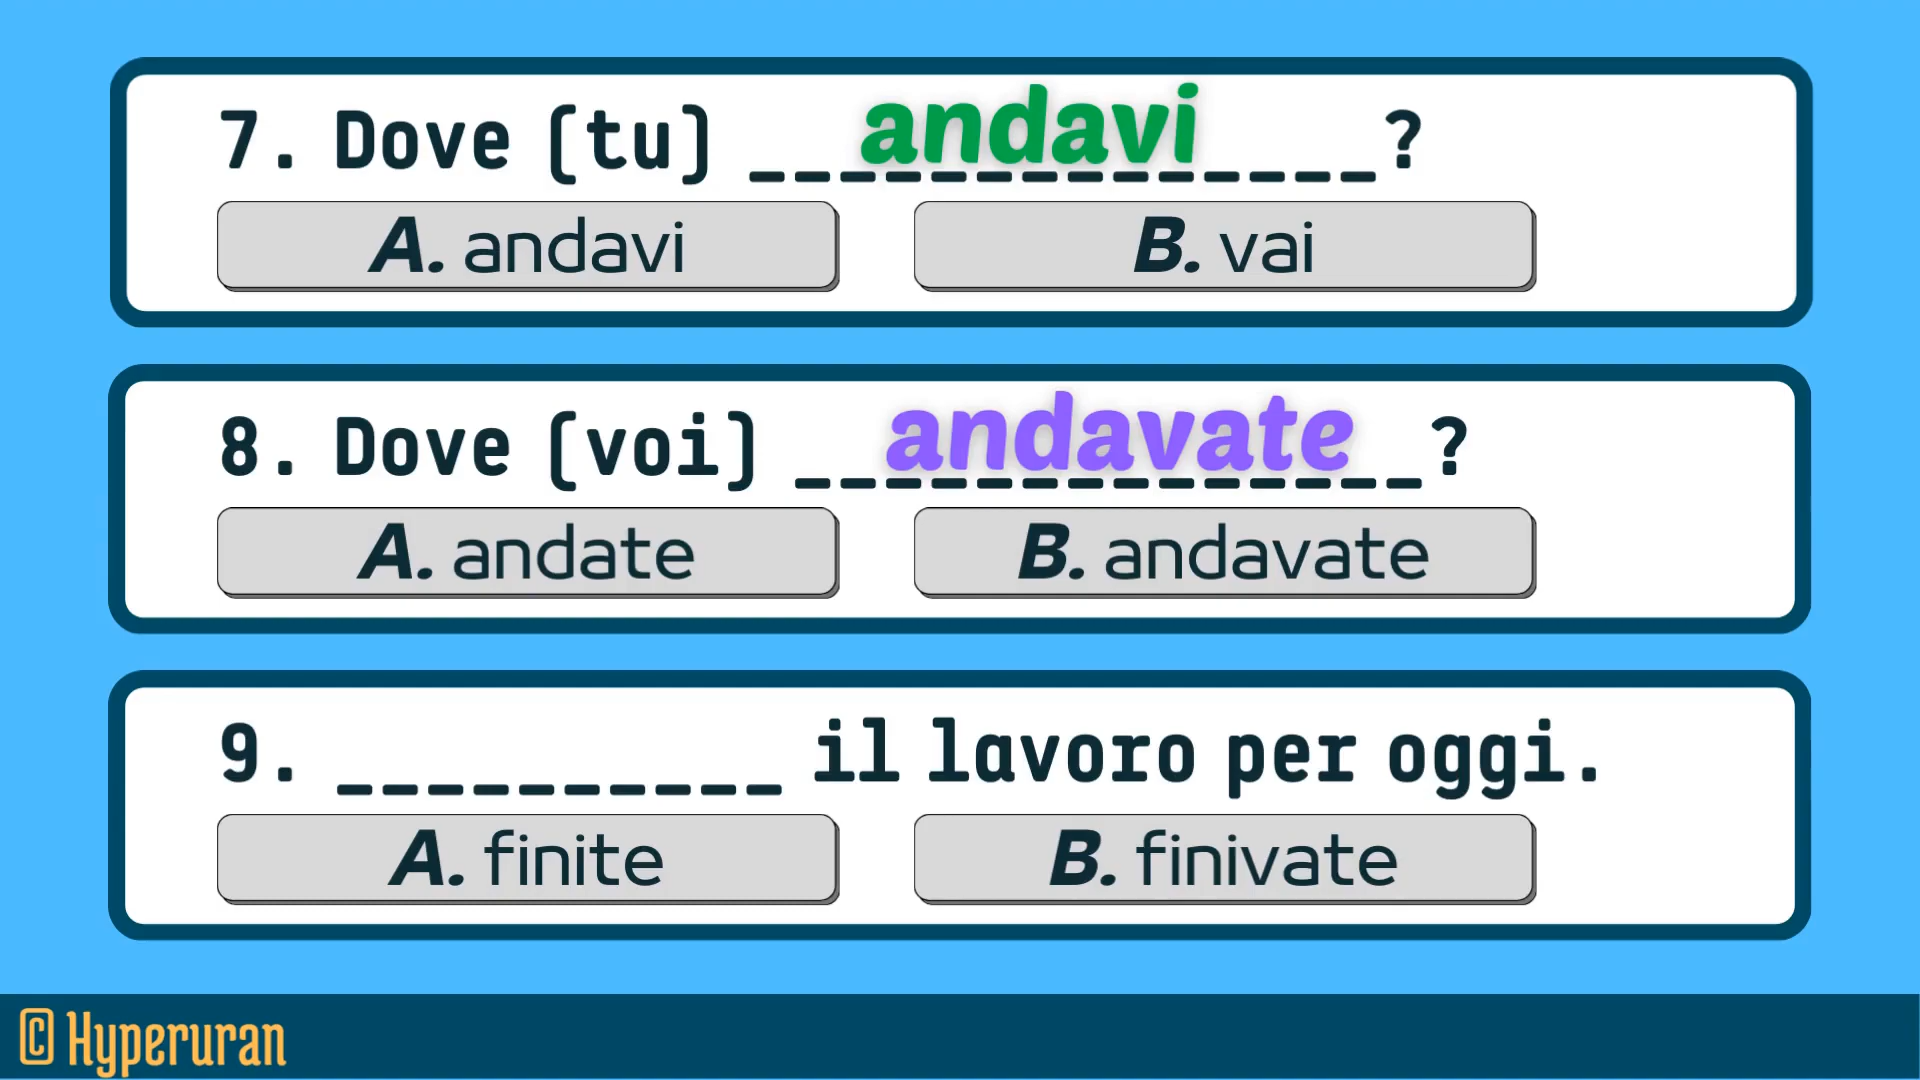 7. Dove (tu) andavi ?
A. andavi
B. vai
8. Dove (voi) andavate ?
A. andate
B. andavate
9. __________ il lavoro per oggi.
A. finite
B. finivate
© Hyperuran